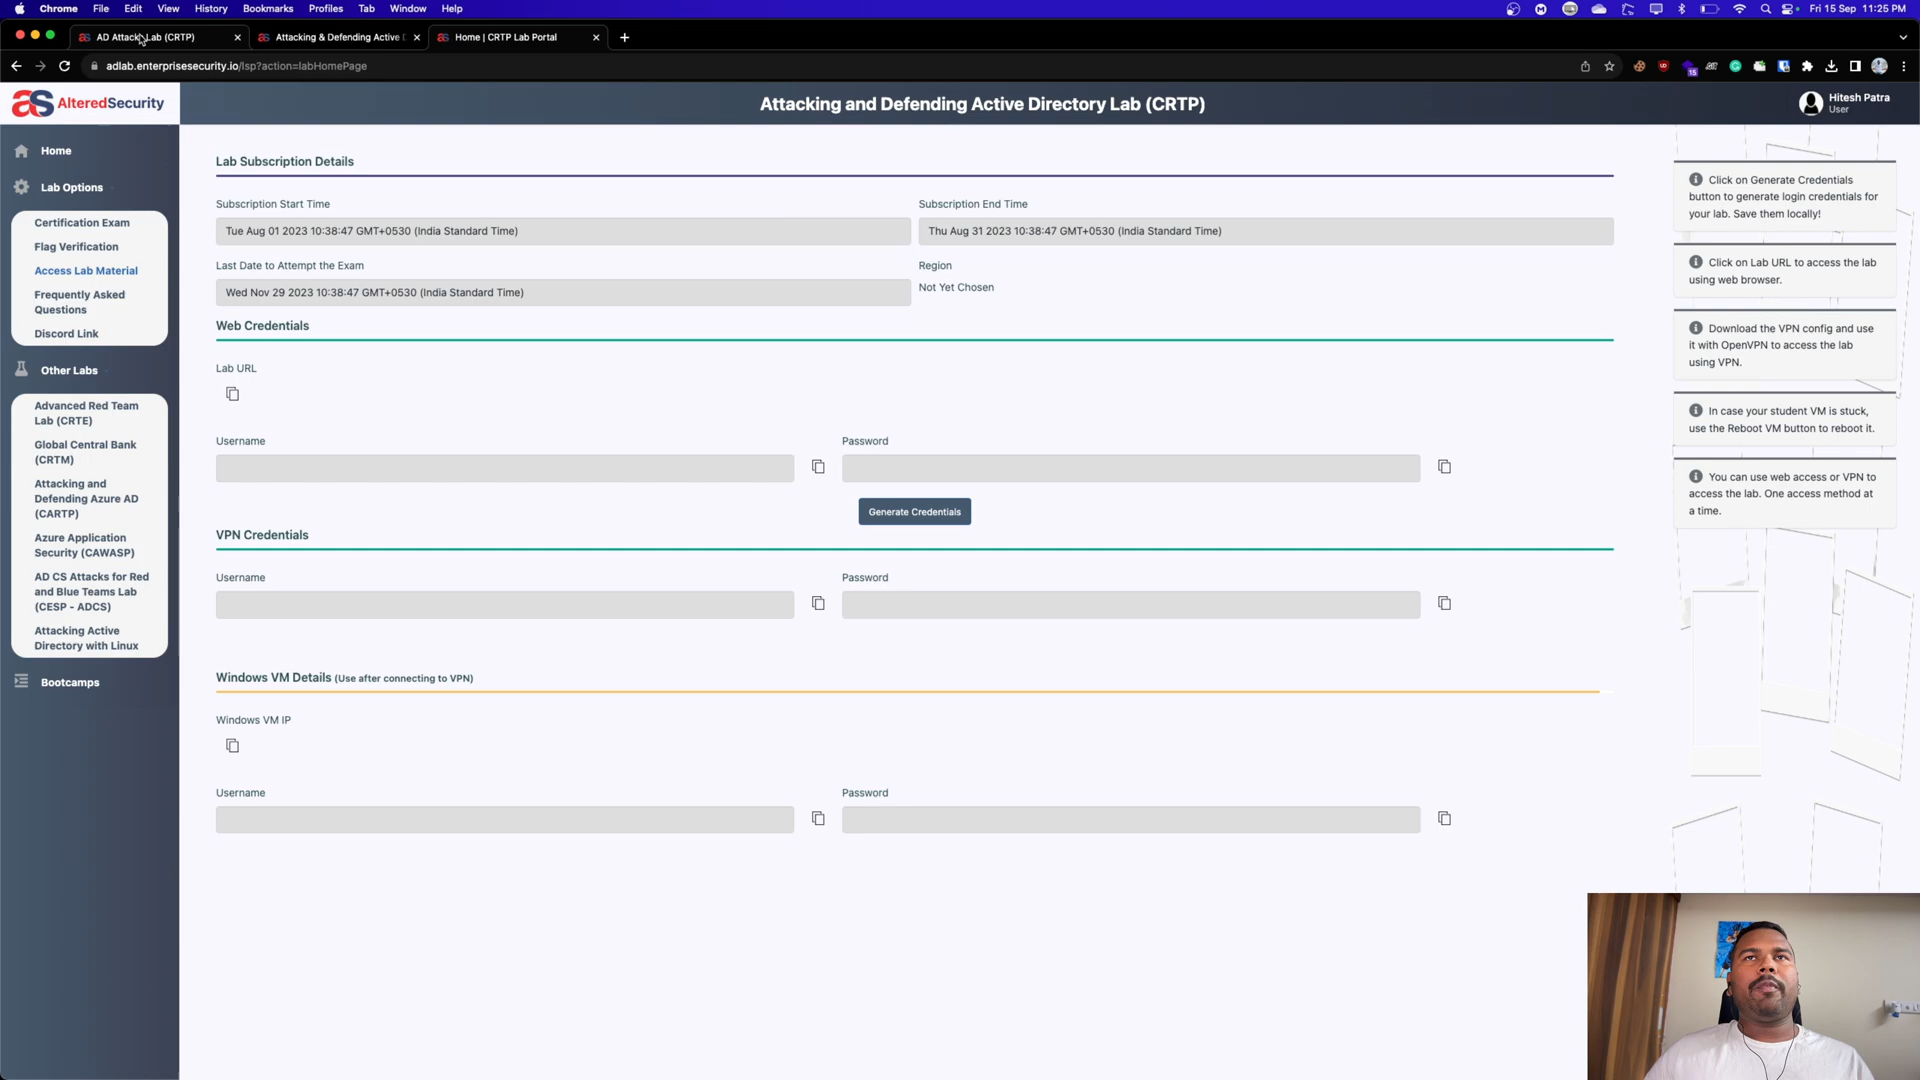 Chrome File Edit View History Bookmarks Profiles Tab Window Help
Fri 15 Sep 11:25 PM
AD Attack Lab (CRTP)
Attacking & Defending Active D
Home | CRTP Lab Portal
adlab.enterprisesecurity.io/lsp?action=labHomePage
AlteredSecurity
Attacking and Defending Active Directory Lab (CRTP)
Hitesh Patra
User
Home
Lab Options
Certification Exam
Flag Verification
Access Lab Material
Frequently Asked
Questions
Discord Link
Other Labs
Advanced Red Team
Lab (CRTE)
Global Central Bank
(CRTM)
Attacking and
Defending Azure AD
(CARTP)
Azure Application
Security (CAWASP)
AD CS Attacks for Red
and Blue Teams Lab
(CESP - ADCS)
Attacking Active
Directory with Linux
Bootcamps
Lab Subscription Details
Subscription Start Time
Subscription End Time
Tue Aug 01 2023 10:38:47 GMT+0530 (India Standard Time)
Thu Aug 31 2023 10:38:47 GMT+0530 (India Standard Time)
Last Date to Attempt the Exam
Region
Wed Nov 29 2023 10:38:47 GMT+0530 (India Standard Time)
Not Yet Chosen
Web Credentials
Lab URL
Username
Password
Generate Credentials
VPN Credentials
Username
Password
Windows VM Details (Use after connecting to VPN)
Windows VM IP
Username
Password
Click on Generate Credentials
button to generate login credentials for
your lab. Save them locally!
Click on Lab URL to access the lab
using web browser.
Download the VPN config and use
it with OpenVPN to access the lab
using VPN.
In case your student VM is stuck,
use the Reboot VM button to reboot it.
You can use web access or VPN to
access the lab. One access method at
a time.